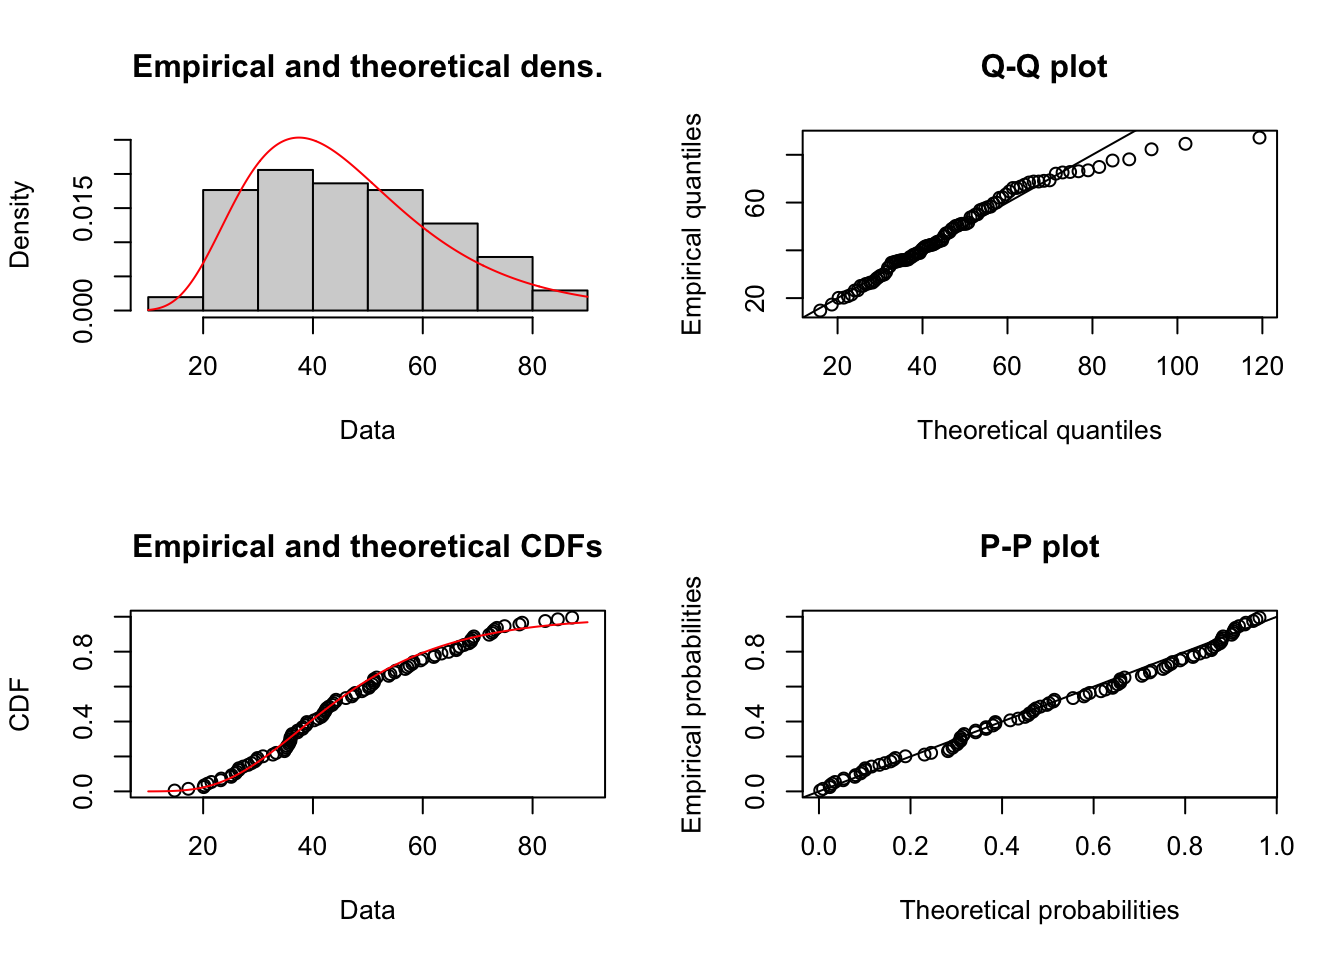 Empirical and theoretical dens.
Density
0.000
0.015
20 40 60 80
Data
Q-Q plot
Empirical quantiles
20
60
20 40 60 80 100 120
Theoretical quantiles
Empirical and theoretical CDFs
CDF
0.0
0.4
0.8
20 40 60 80
Data
P-P plot
Empirical probabilities
0.0
0.4
0.8
0.0 0.2 0.4 0.6 0.8 1.0
Theoretical probabilities